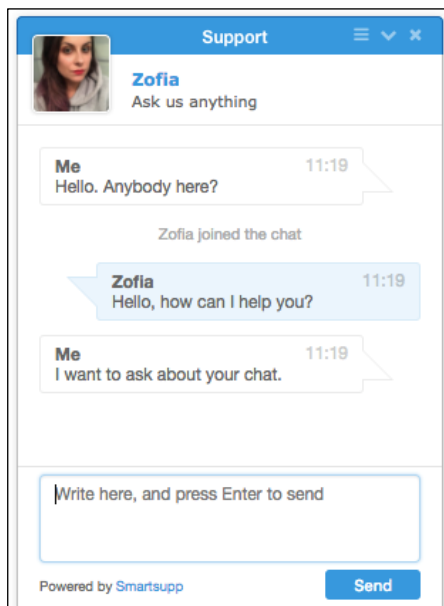 Support
Zofia
Ask us anything
Me 11:19
Hello. Anybody here?
Zofia joined the chat
Zofia 11:19
Hello, how can I help you?
Me 11:19
I want to ask about your chat.
Write here, and press Enter to send
Powered by Smartsupp Send